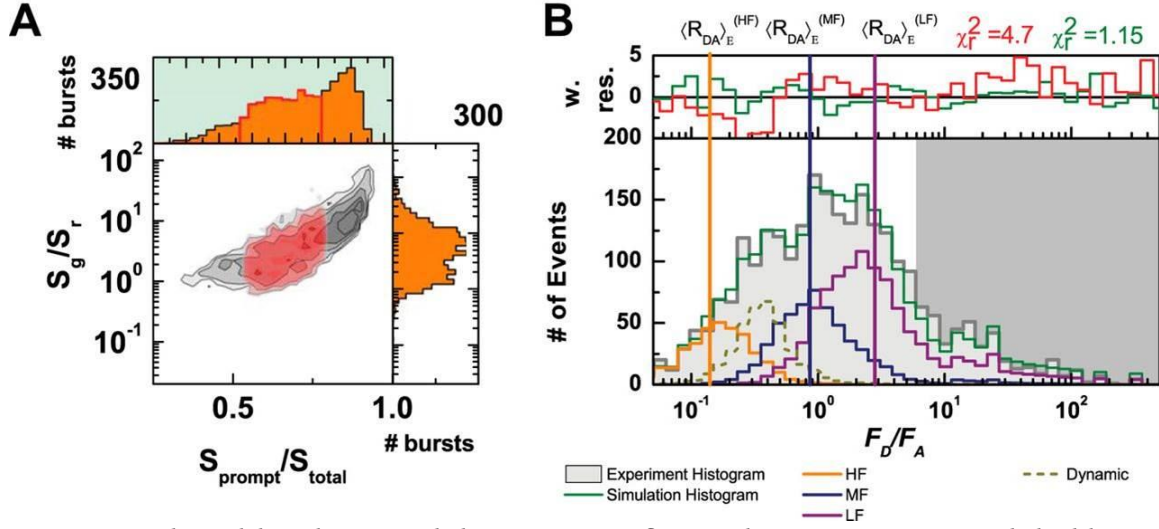 A
350
# bursts
300
10²
10¹
10⁰
10⁻¹
S_g/S_r
0.5
1.0
# bursts
S_prompt/S_total
B
⟨R_DA⟩_E^(HF) ⟨R_DA⟩_E^(MF) ⟨R_DA⟩_E^(LF) χ_r²=4.7 χ_r²=1.15
w. res.
5
0
200
150
100
50
0
# of Events
10⁻¹ 10⁰ 10¹ 10²
F_D/F_A
Experiment Histogram HF Dynamic
Simulation Histogram MF
LF